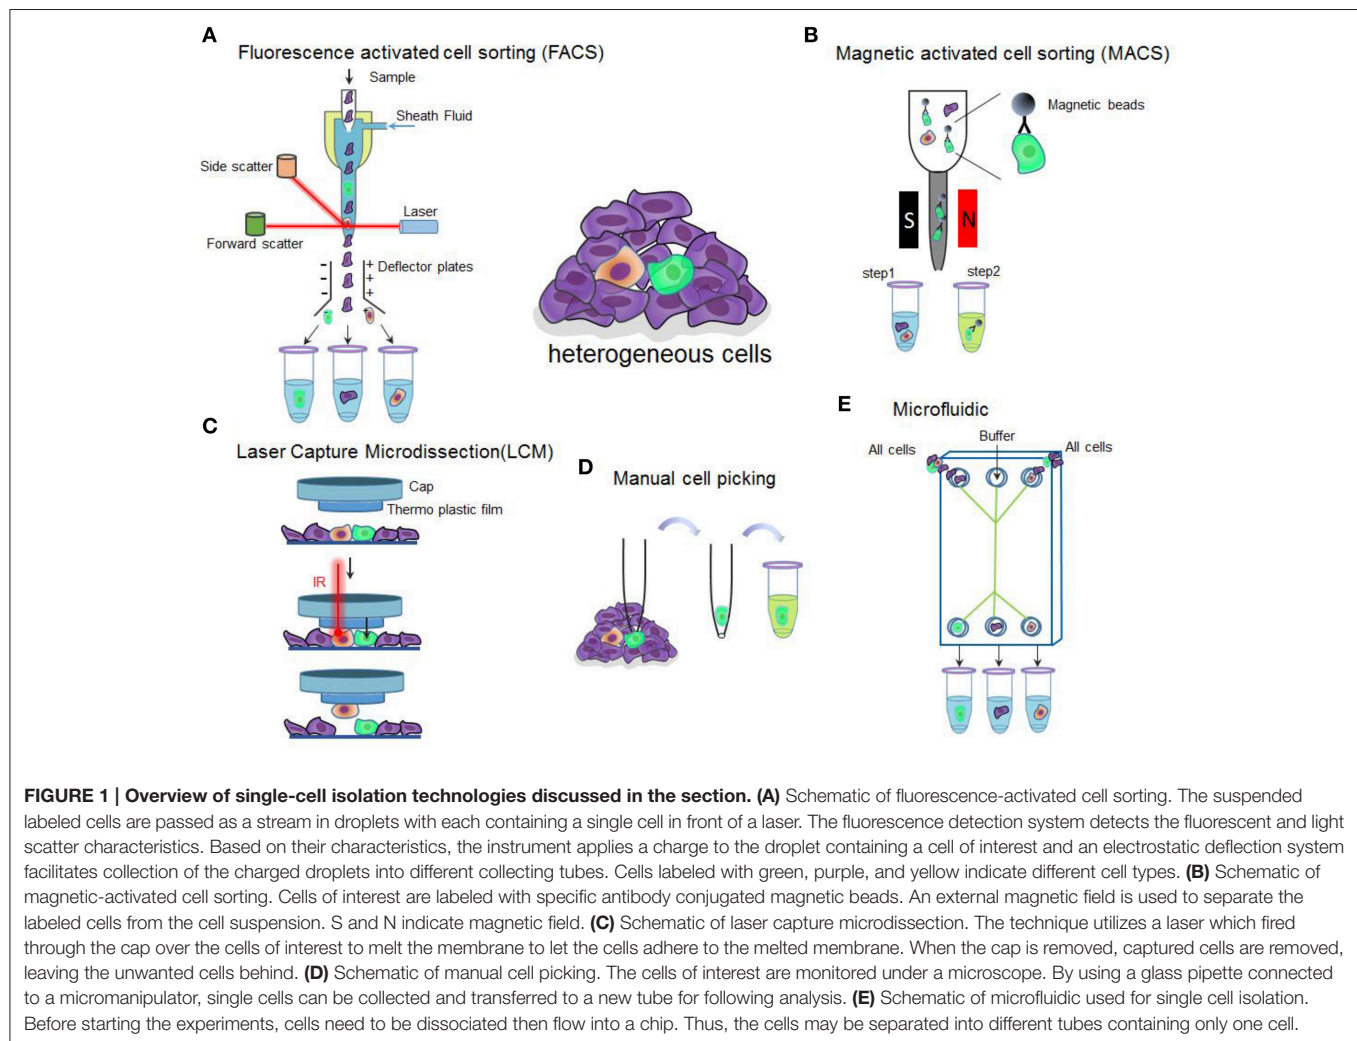 A
Fluorescence activated cell sorting (FACS)
Sample
Sheath Fluid
Side scatter
Laser
Forward scatter
Deflector plates
- +
- +
- +
- +
B
Magnetic activated cell sorting (MACS)
Magnetic beads
S N
step1 step2
heterogeneous cells
C
Laser Capture Microdissection(LCM)
Cap
Thermo plastic film
IR
D
Manual cell picking
E
Microfluidic
Buffer
All cells All cells
FIGURE 1 | Overview of single-cell isolation technologies discussed in the section. (A) Schematic of fluorescence-activated cell sorting. The suspended
labeled cells are passed as a stream in droplets with each containing a single cell in front of a laser. The fluorescence detection system detects the fluorescent and light
scatter characteristics. Based on their characteristics, the instrument applies a charge to the droplet containing a cell of interest and an electrostatic deflection system
facilitates collection of the charged droplets into different collecting tubes. Cells labeled with green, purple, and yellow indicate different cell types. (B) Schematic of
magnetic-activated cell sorting. Cells of interest are labeled with specific antibody conjugated magnetic beads. An external magnetic field is used to separate the
labeled cells from the cell suspension. S and N indicate magnetic field. (C) Schematic of laser capture microdissection. The technique utilizes a laser which fired
through the cap over the cells of interest to melt the membrane to let the cells adhere to the melted membrane. When the cap is removed, captured cells are removed,
leaving the unwanted cells behind. (D) Schematic of manual cell picking. The cells of interest are monitored under a microscope. By using a glass pipette connected
to a micromanipulator, single cells can be collected and transferred to a new tube for following analysis. (E) Schematic of microfluidic used for single cell isolation.
Before starting the experiments, cells need to be dissociated then flow into a chip. Thus, the cells may be separated into different tubes containing only one cell.